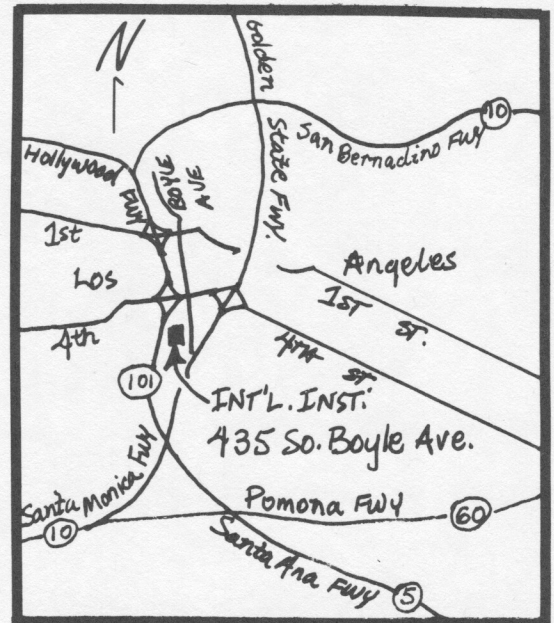 N
Golden
State Fwy.
San Bernadino Fwy
10
Hollywood
Fwy
BOYLE
AVE
1st
Los
Angeles
1ST ST.
4th
4TH ST
101
INT'L. INST.
435 So. Boyle Ave.
Santa Monica Fwy
10
Pomona FWY
60
Santa Ana FWY
5